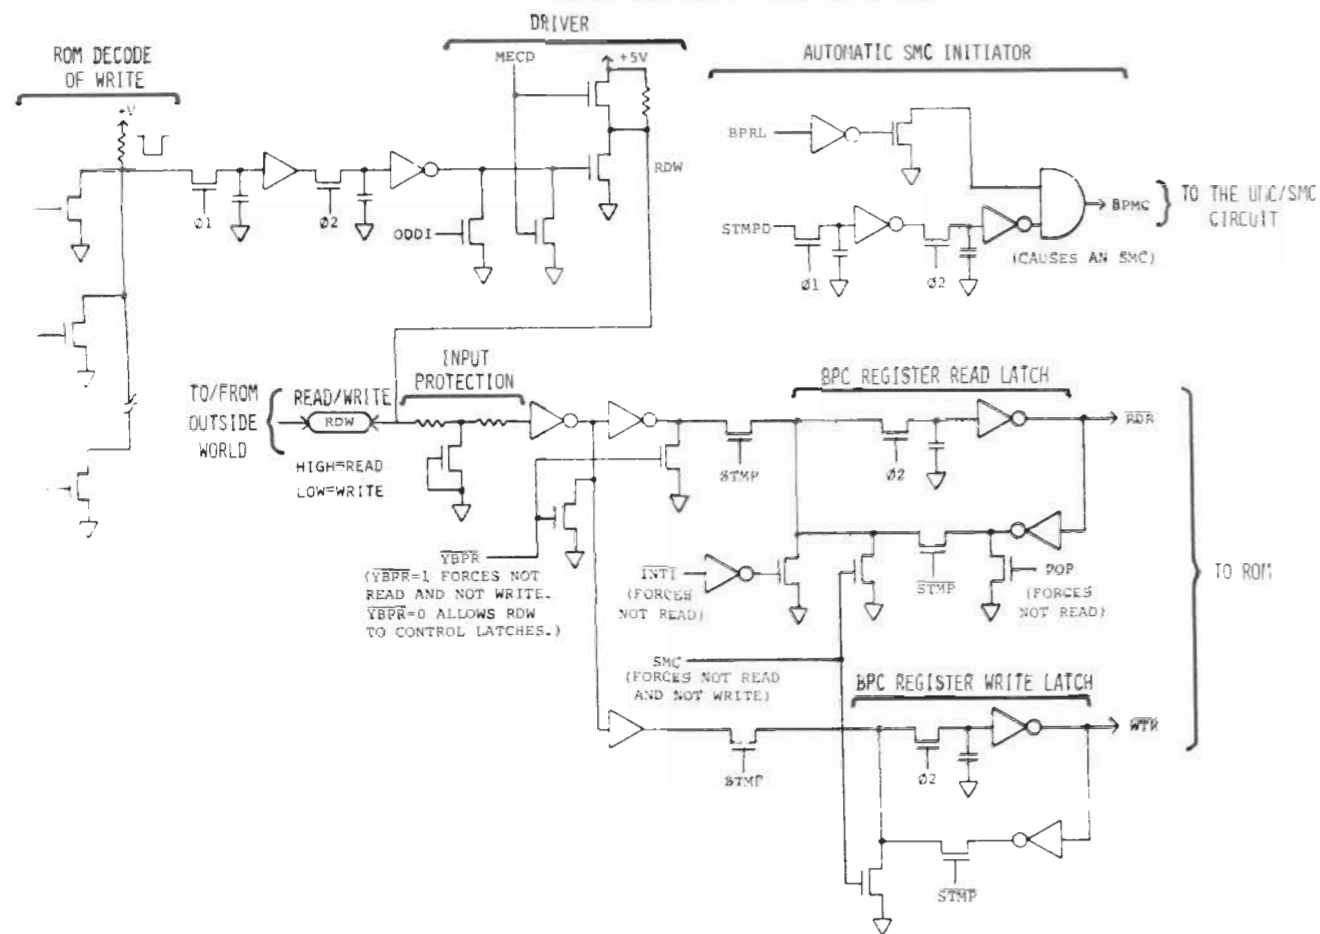 DRIVER
ROM DECODE
OF WRITE
MECD
+5V
AUTOMATIC SMC INITIATOR
+V
BPRL
RDW
BPMC
TO THE UMC/SMC
CIRCUIT
ODDI
STMPD
Ø1
Ø2
(CAUSES AN SMC)
Ø1
Ø2
INPUT
PROTECTION
BPC REGISTER READ LATCH
TO/FROM
OUTSIDE
WORLD
READ/WRITE
RDW
RDR
HIGH=READ
LOW=WRITE
STMP
Ø2
YBPR
(YBPR=1 FORCES NOT
READ AND NOT WRITE.
YBPR=0 ALLOWS RDW
TO CONTROL LATCHES.)
INTI
(FORCES
NOT READ)
STMP
POP
(FORCES
NOT READ)
TO ROM
SMC
(FORCES NOT READ
AND NOT WRITE)
BPC REGISTER WRITE LATCH
WTR
STMP
Ø2
STMP